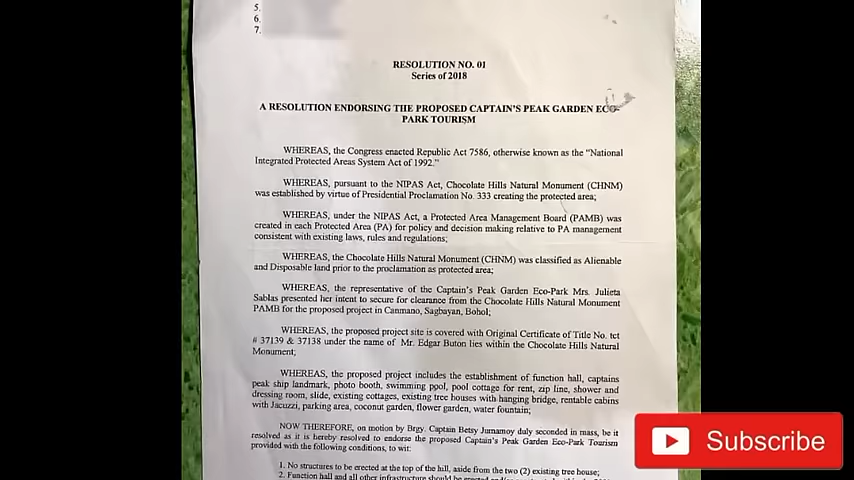 5.
6.
7.
RESOLUTION NO. 01
Series of 2018
A RESOLUTION ENDORSING THE PROPOSED CAPTAIN'S PEAK GARDEN ECO-
PARK TOURISM
WHEREAS, the Congress enacted Republic Act 7586, otherwise known as the "National
Integrated Protected Areas System Act of 1992."
WHEREAS, pursuant to the NIPAS Act, Chocolate Hills Natural Monument (CHNM)
was established by virtue of Presidential Proclamation No. 333 creating the protected area;
WHEREAS, under the NIPAS Act, a Protected Area Management Board (PAMB) was
created in each Protected Area (PA) for policy and decision making relative to PA management
consistent with existing laws, rules and regulations;
WHEREAS, the Chocolate Hills Natural Monument (CHNM) was classified as Alienable
and Disposable land prior to the proclamation as protected area;
WHEREAS, the representative of the Captain's Peak Garden Eco-Park Mrs. Julieta
Sablas presented her intent to secure for clearance from the Chocolate Hills Natural Monument
PAMB for the proposed project in Canmano, Sagbayan, Bohol;
WHEREAS, the proposed project site is covered with Original Certificate of Title No. tct
# 37139 & 37138 under the name of Mr. Edgar Buton lies within the Chocolate Hills Natural
Monument;
WHEREAS, the proposed project includes the establishment of function hall, captains
peak ship landmark, photo booth, swimming ppol, pool cottage for rent, zip line, shower and
dressing room, slide, existing cottages, existing tree houses with hanging bridge, rentable cabins
with Jacuzzi, parking area, coconut garden, flower garden, water fountain;
NOW THEREFORE, on motion by Brgy. Captain Betsy Jumamoy duly seconded in mass, be it
resolved as it is hereby resolved to endorse the proposed Captain's Peak Garden Eco-Park Tourism
provided with the following conditions, to wit:
1. No structures to be erected at the top of the hill, aside from the two (2) existing tree house;
2. Function hall and all other infrastructure should be
Subscribe